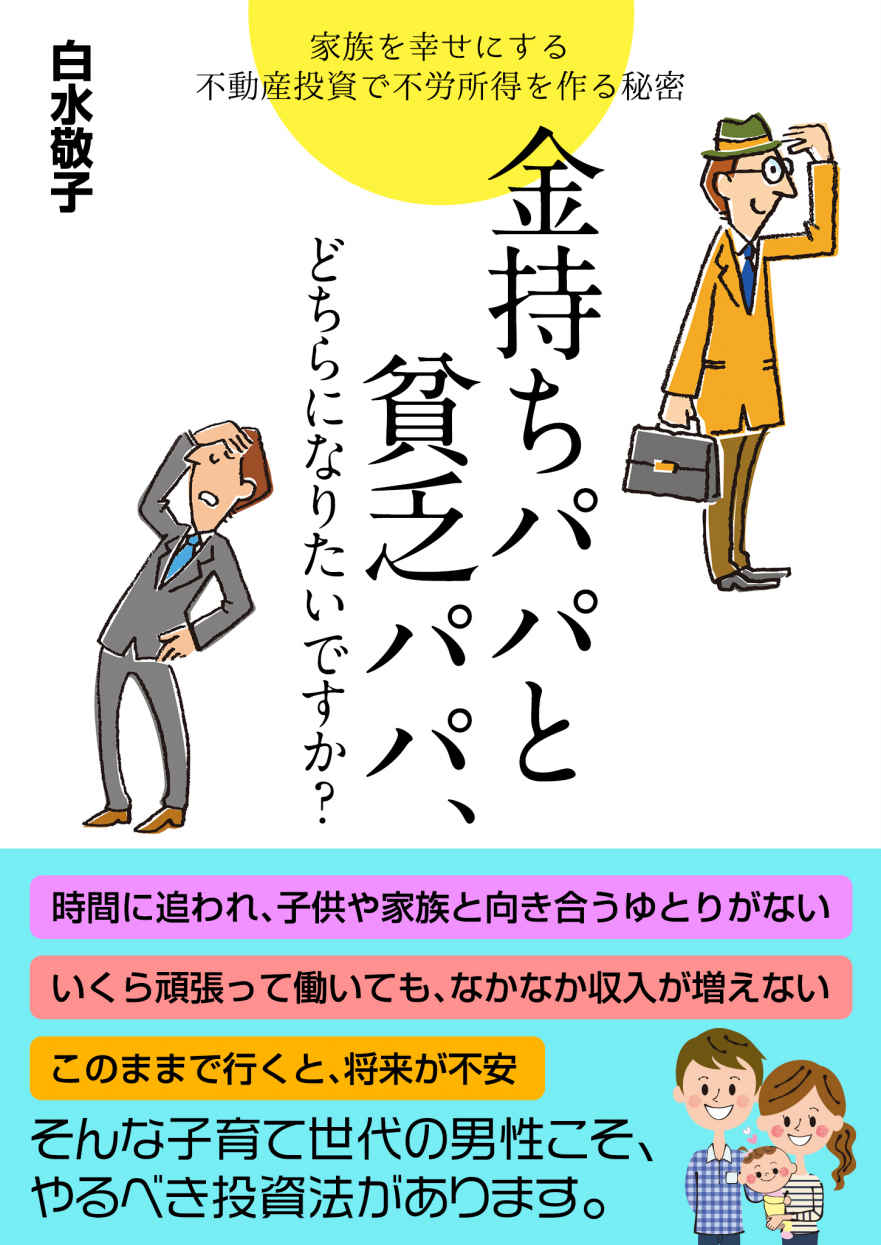 家族を幸せにする
不動産投資で不労所得を作る秘密
白水敬子
金持ちパパと
貧乏パパ、
どちらになりたいですか?
時間に追われ、子供や家族と向き合うゆとりがない
いくら頑張って働いても、なかなか収入が増えない
このままで行くと、将来が不安
そんな子育て世代の男性こそ、
やるべき投資法があります。